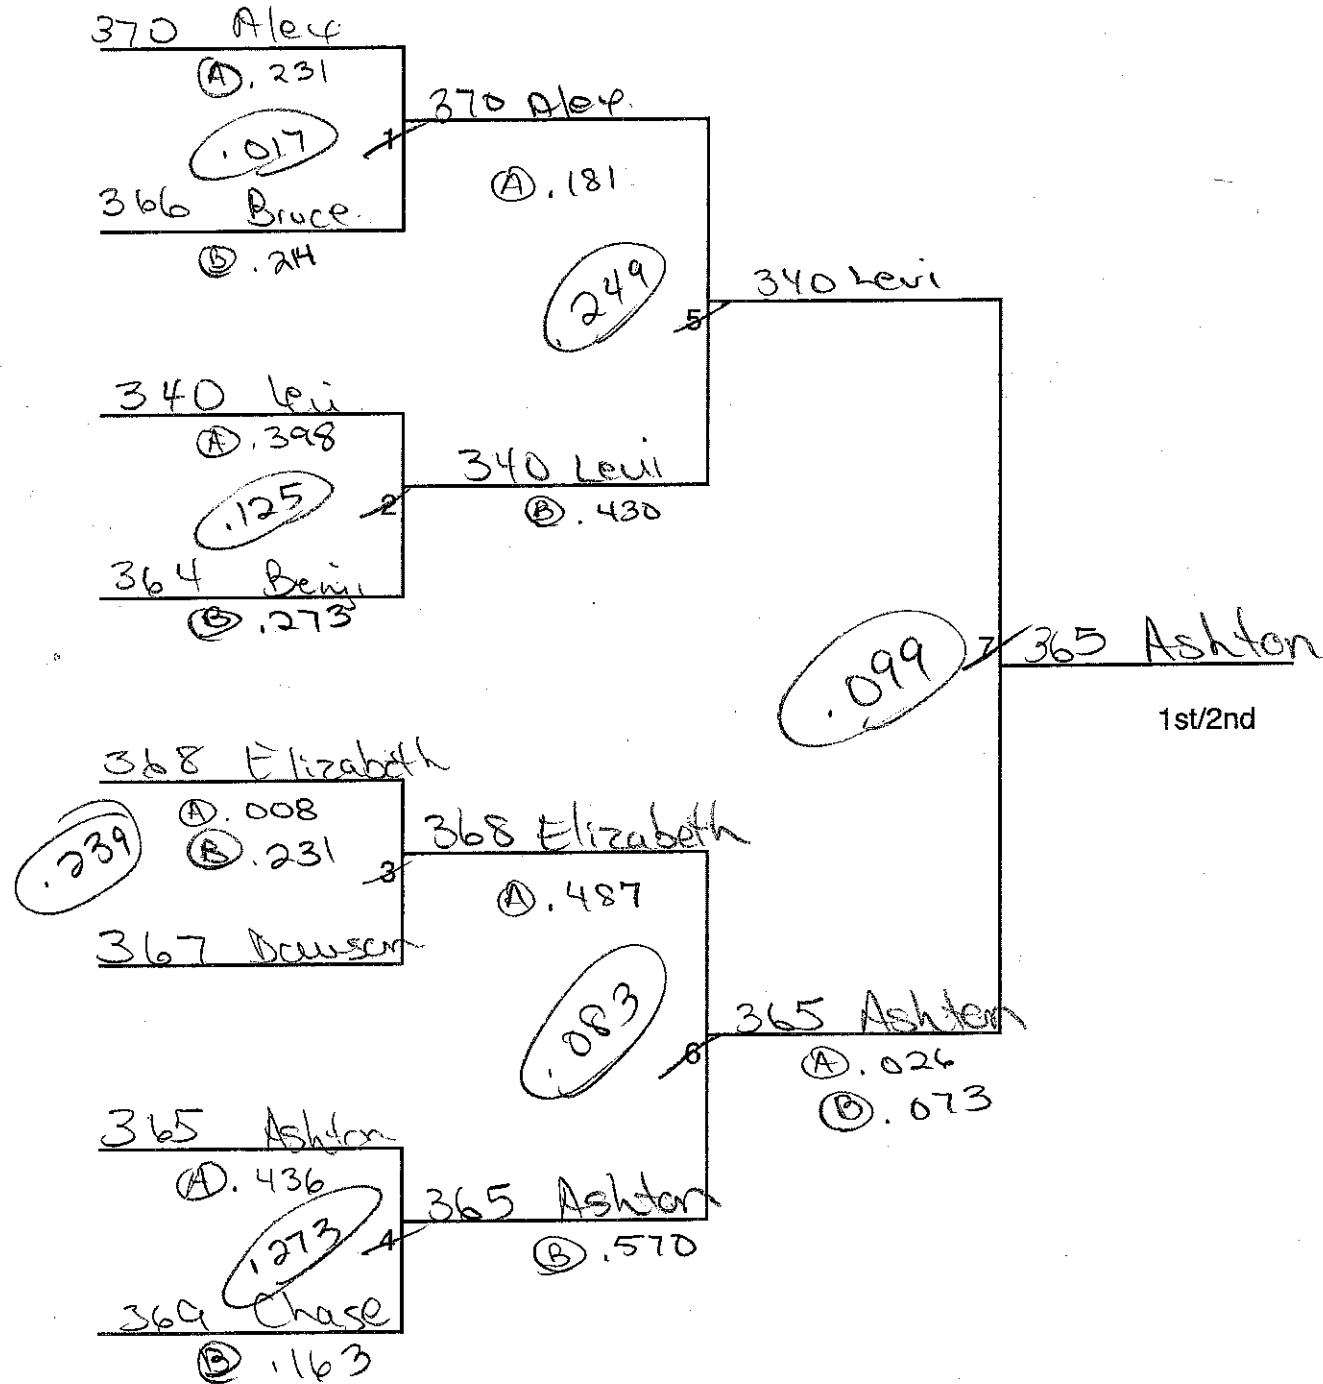 370 Alex
Ⓐ .231
.017
1
366 Bruce
Ⓑ .214
370 Alex
Ⓐ .181
.249
5
340 Levi
Ⓐ .398
.125
2
364 Benji
Ⓑ .273
340 Levi
Ⓑ .430
340 Levi
.099
7
365 Ashton
1st/2nd
368 Elizabeth
Ⓐ .008
Ⓑ .231
.239
3
367 Dawson
368 Elizabeth
Ⓐ .487
.083
6
365 Ashton
Ⓐ .436
.273
4
369 Chase
Ⓑ .163
365 Ashton
Ⓑ .570
365 Ashton
Ⓐ .026
Ⓑ .073